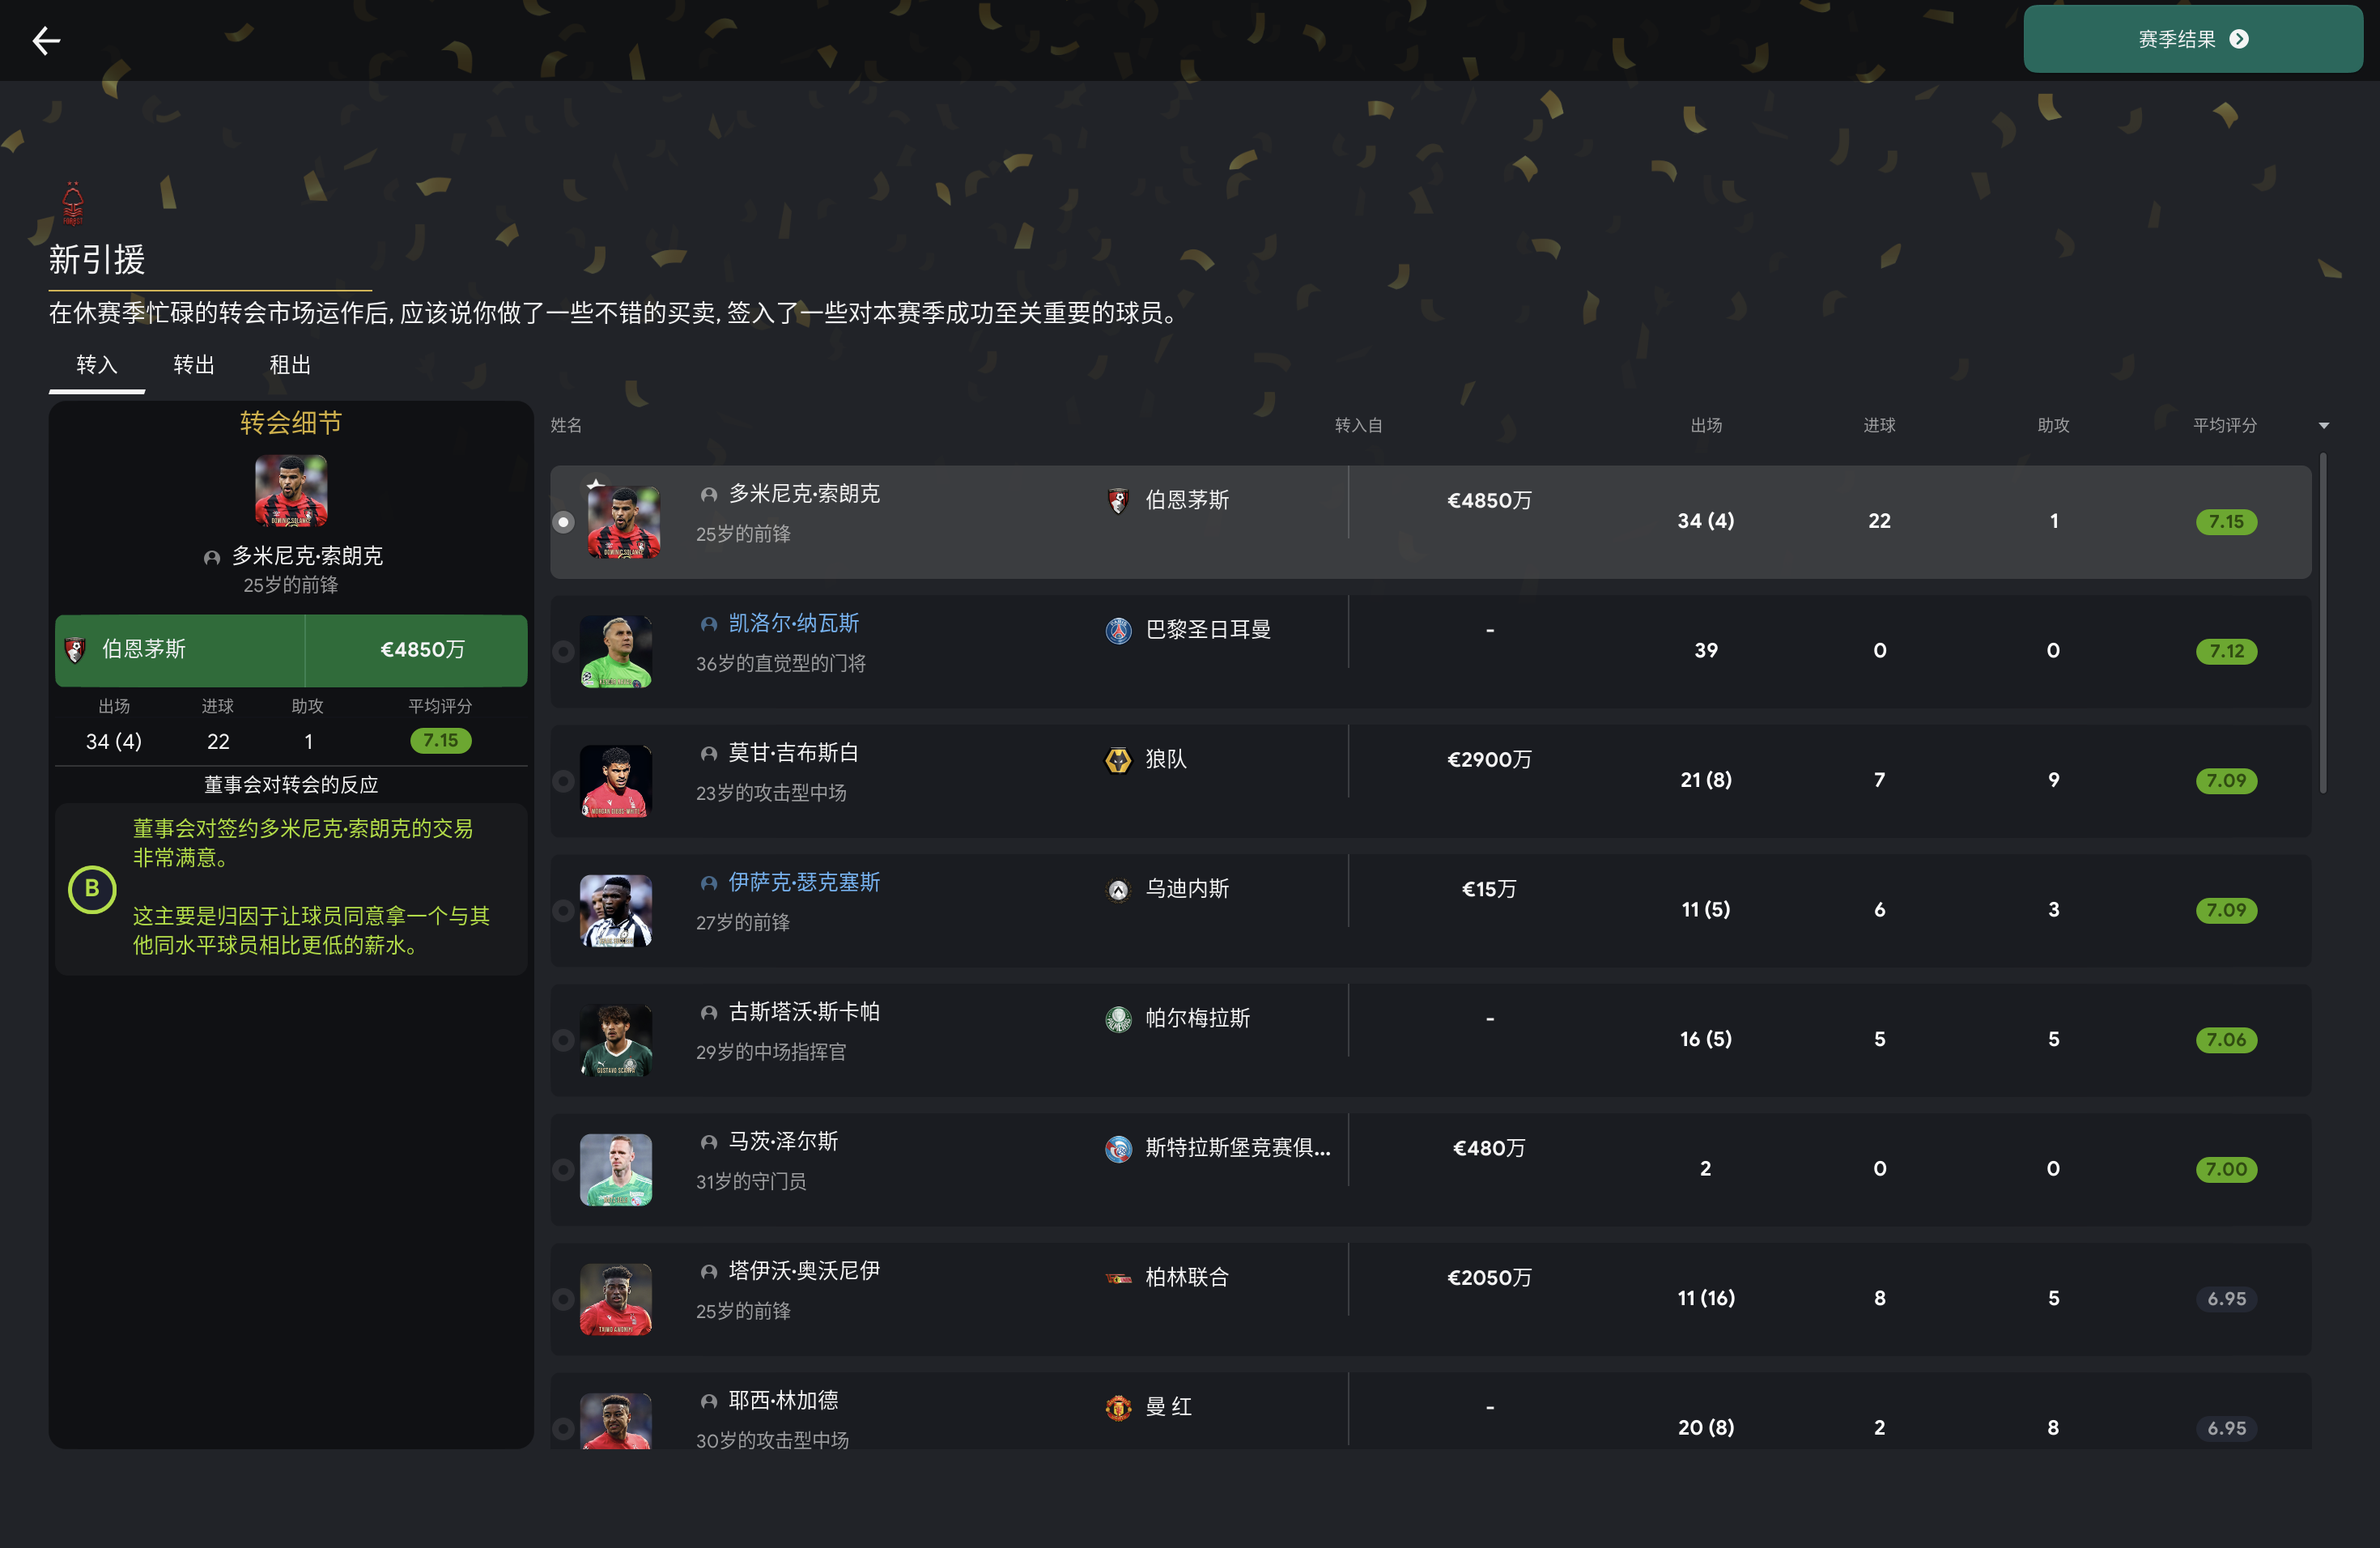 赛季结果
FOREST
新引援
在休赛季忙碌的转会市场运作后, 应该说你做了一些不错的买卖, 签入了一些对本赛季成功至关重要的球员。
转入 转出 租出
转会细节
DOMINIC SOLANKE
多米尼克·索朗克
25岁的前锋
伯恩茅斯 €4850万
出场 进球 助攻 平均评分
34 (4) 22 1 7.15
董事会对转会的反应
B
董事会对签约多米尼克·索朗克的交易
非常满意。
这主要是归因于让球员同意拿一个与其
他同水平球员相比更低的薪水。
姓名 转入自 出场 进球 助攻 平均评分
多米尼克·索朗克 伯恩茅斯 €4850万 34 (4) 22 1 7.15
25岁的前锋
DOMINIC SOLANKE
凯洛尔·纳瓦斯 巴黎圣日耳曼 - 39 0 0 7.12
36岁的直觉型的门将
莫甘·吉布斯白 狼队 €2900万 21 (8) 7 9 7.09
23岁的攻击型中场
MORGAN GIBBS-WHITE
伊萨克·瑟克塞斯 乌迪内斯 €15万 11 (5) 6 3 7.09
27岁的前锋
古斯塔沃·斯卡帕 帕尔梅拉斯 - 16 (5) 5 5 7.06
29岁的中场指挥官
GUSTAVO SCARPA
马茨·泽尔斯 斯特拉斯堡竞赛俱... €480万 2 0 0 7.00
31岁的守门员
塔伊沃·奥沃尼伊 柏林联合 €2050万 11 (16) 8 5 6.95
25岁的前锋
TAIWO AWONIYI
耶西·林加德 曼 红 - 20 (8) 2 8 6.95
30岁的攻击型中场